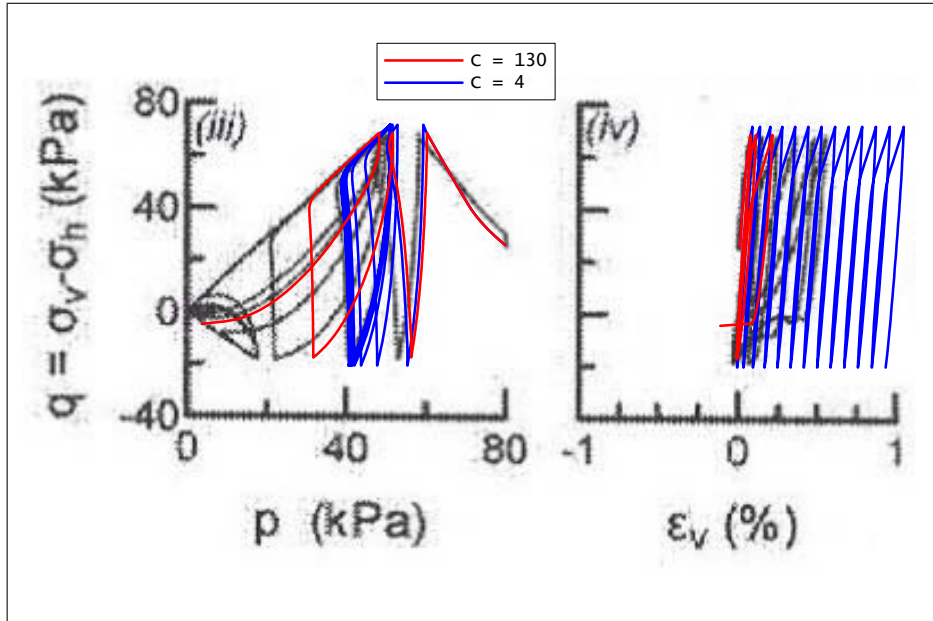 C = 130
C = 4
80
40
0
-40
q = σv-σh (kPa)
(iii)
(iv)
0 40 80
-1 0 1
p (kPa)
εv (%)